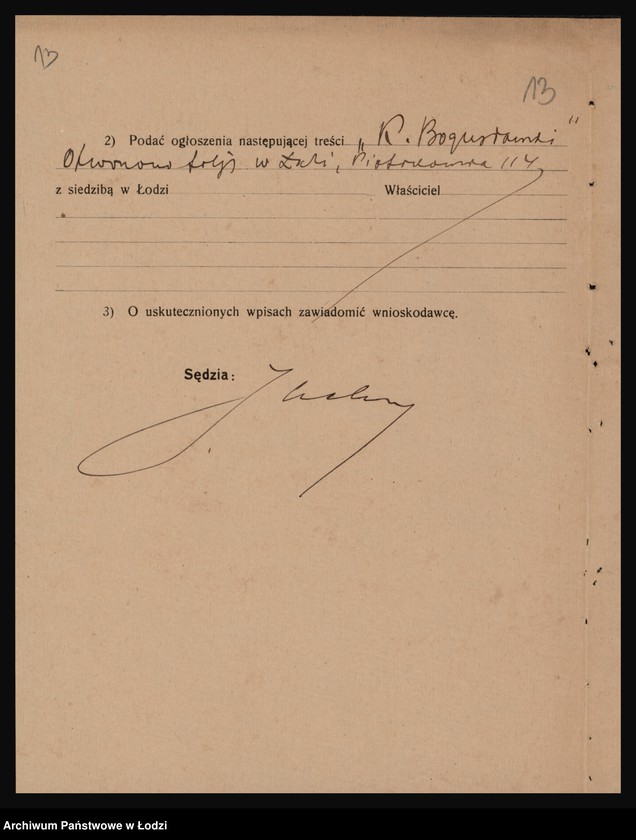 13
13
2) Podać ogłoszenia następującej treści „K. Bogusławski"
Otworzono filję w Łodzi, Piotrkowska 114
z siedzibą w Łodzi Właściciel
3) O uskutecznionych wpisach zawiadomić wnioskodawcę.
Sędzia:
Archiwum Państwowe w Łodzi